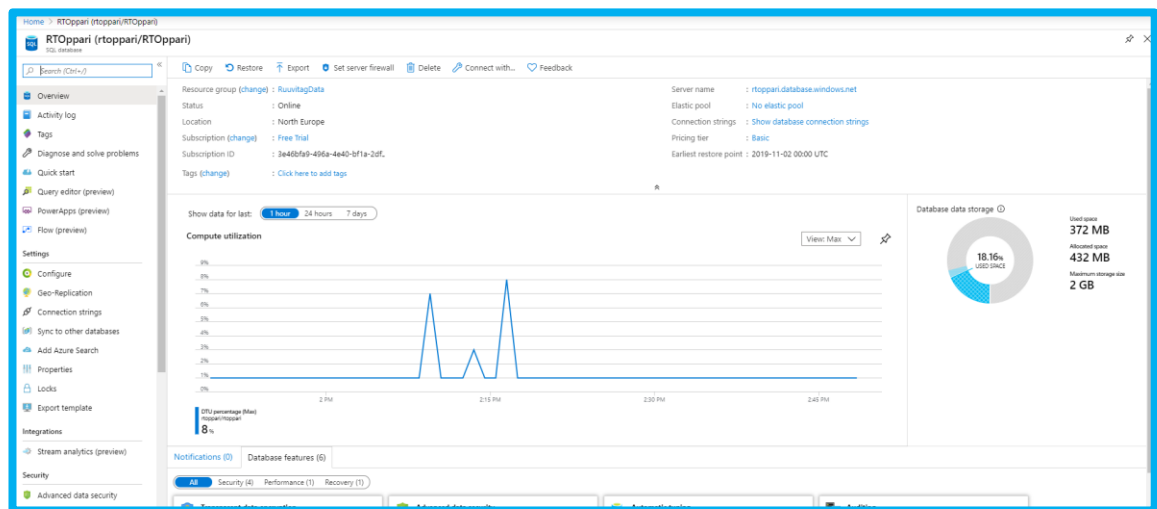 Home > RTOppari (rtoppari/RTOppari)
RTOppari (rtoppari/RTOppari)
SQL database
Search (Ctrl+/)
Overview
Activity log
Tags
Diagnose and solve problems
Quick start
Query editor (preview)
PowerApps (preview)
Flow (preview)
Settings
Configure
Geo-Replication
Connection strings
Sync to other databases
Add Azure Search
Properties
Locks
Export template
Integrations
Stream analytics (preview)
Security
Advanced data security
Copy Restore Export Set server firewall Delete Connect with... Feedback
Resource group (change) : RuuvitagData
Status : Online
Location : North Europe
Subscription (change) : Free Trial
Subscription ID : 3e46bfa9-496a-4e40-bf1a-2df..
Tags (change) : Click here to add tags
Server name : rtoppari.database.windows.net
Elastic pool : No elastic pool
Connection strings : Show database connection strings
Pricing tier : Basic
Earliest restore point : 2019-11-02 00:00 UTC
Show data for last: 1 hour 24 hours 7 days
Compute utilization
View: Max
9%
8%
7%
6%
5%
4%
3%
2%
1%
0%
2 PM 2:15 PM 2:30 PM 2:45 PM
DTU percentage (Max)
rtoppari/rtoppari
8 %
Database data storage
18.16%
USED SPACE
Used space
372 MB
Allocated space
432 MB
Maximum storage size
2 GB
Notifications (0) Database features (6)
All Security (4) Performance (1) Recovery (1)